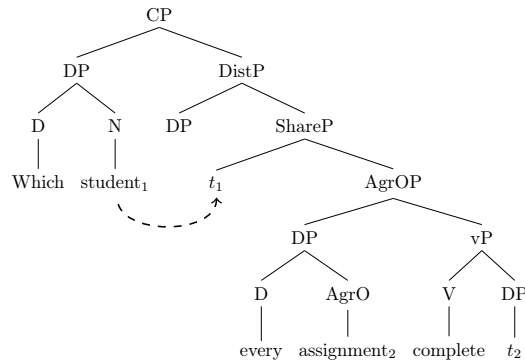 CP
DP DistP
D N DP ShareP
Which student₁ t₁ AgrOP
DP vP
D AgrO V DP
every assignment₂ complete t₂